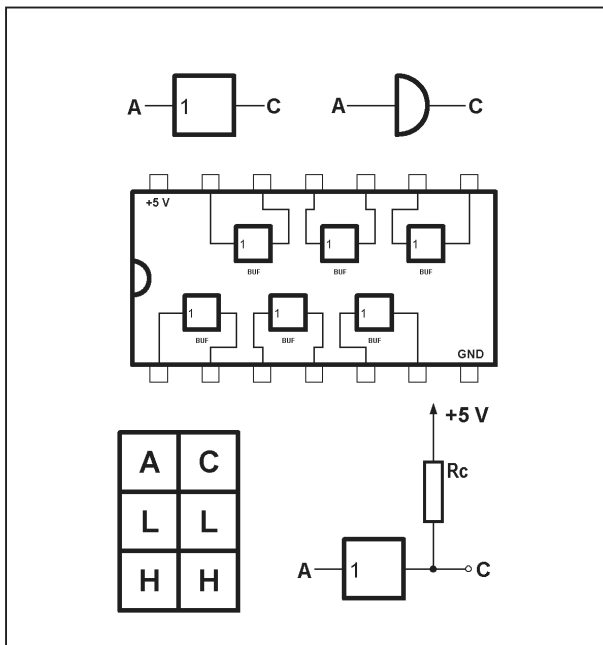 A 1 C A C
+5 V
1 1 1
BUF BUF BUF
1 1 1
BUF BUF BUF
GND
+5 V
A C
Rc
L L
H H
A 1 C